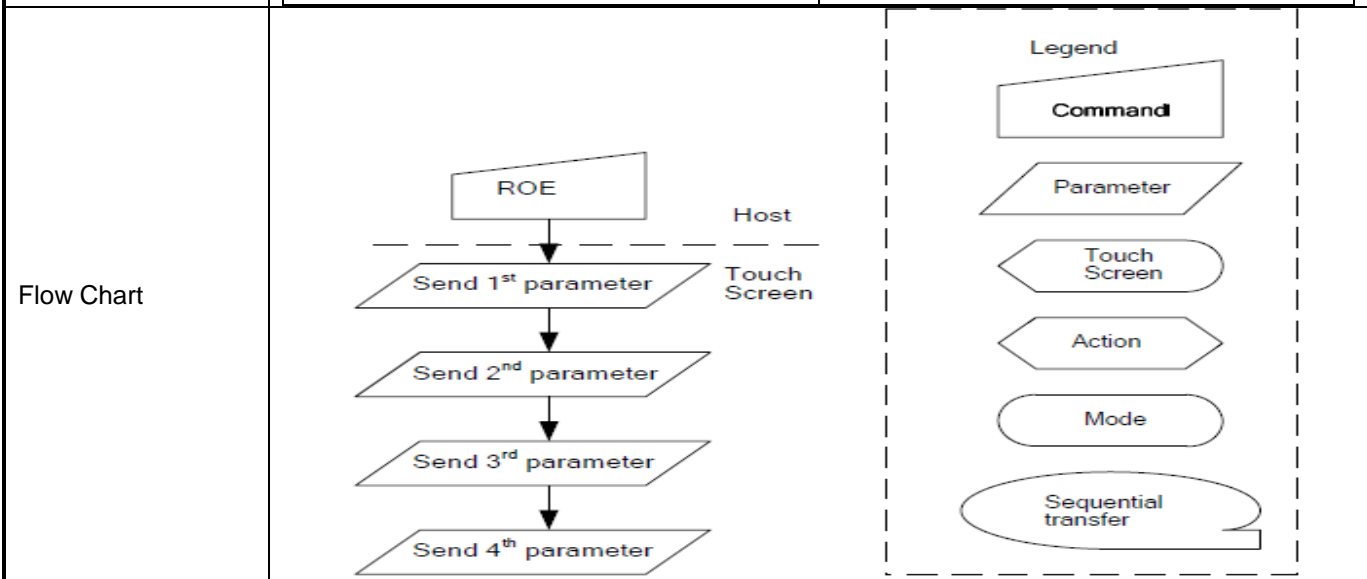 Flow Chart
ROE
Host
Touch
Screen
Send 1st parameter
Send 2nd parameter
Send 3rd parameter
Send 4th parameter
Legend
Command
Parameter
Touch
Screen
Action
Mode
Sequential
transfer